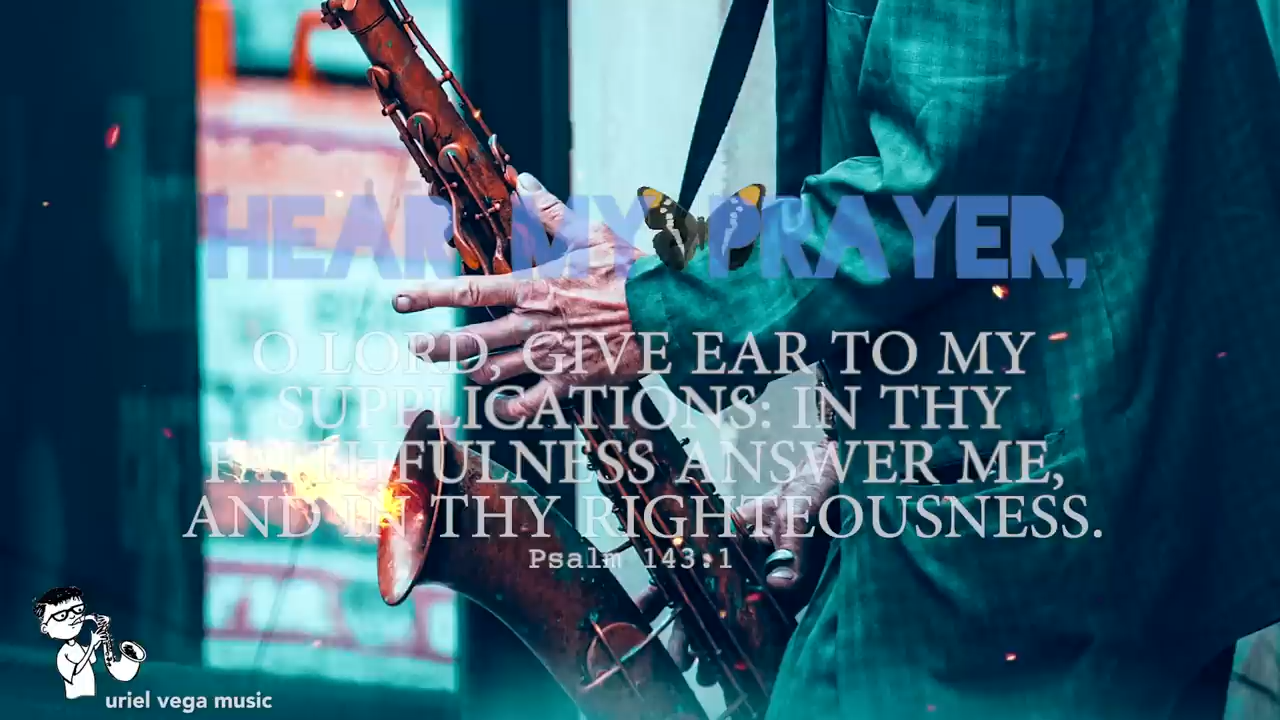 HEAR MY PRAYER,
O LORD, GIVE EAR TO MY
SUPPLICATIONS: IN THY
FAITHFULNESS ANSWER ME,
AND IN THY RIGHTEOUSNESS.
Psalm 143:1
uriel vega music